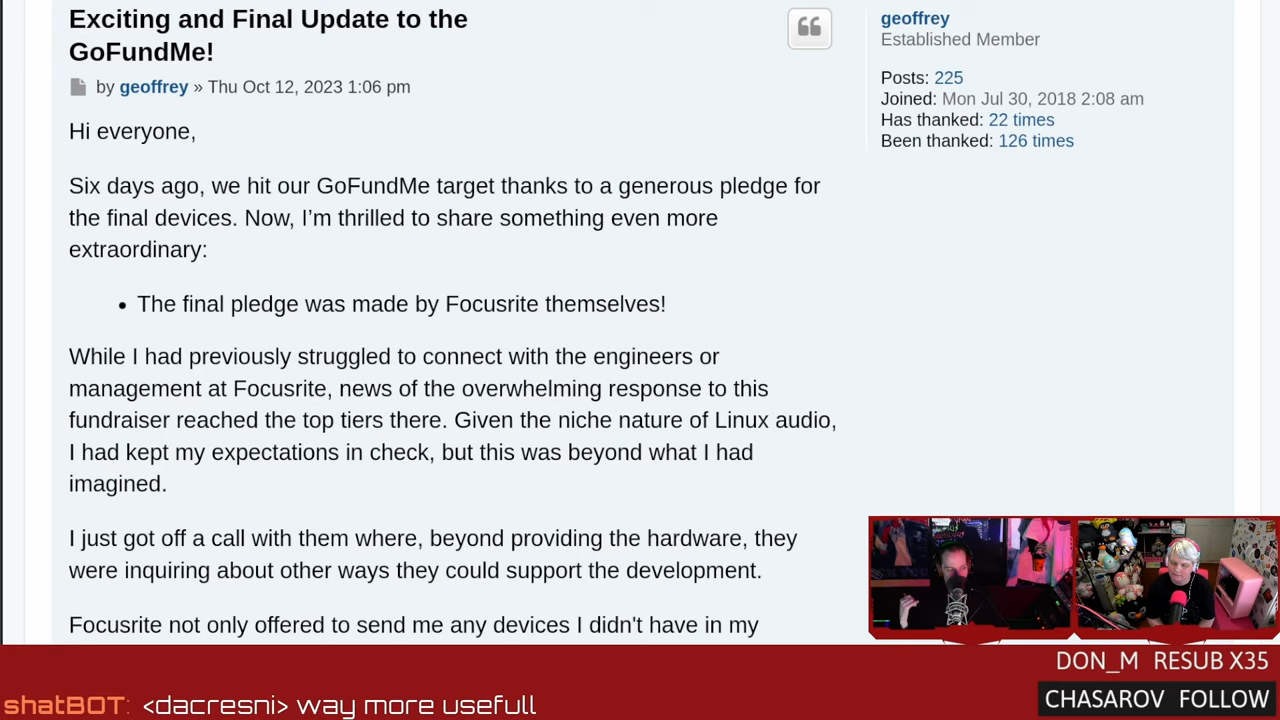 Exciting and Final Update to the
GoFundMe!
by geoffrey » Thu Oct 12, 2023 1:06 pm
Hi everyone,
Six days ago, we hit our GoFundMe target thanks to a generous pledge for
the final devices. Now, I’m thrilled to share something even more
extraordinary:
• The final pledge was made by Focusrite themselves!
While I had previously struggled to connect with the engineers or
management at Focusrite, news of the overwhelming response to this
fundraiser reached the top tiers there. Given the niche nature of Linux audio,
I had kept my expectations in check, but this was beyond what I had
imagined.
I just got off a call with them where, beyond providing the hardware, they
were inquiring about other ways they could support the development.
Focusrite not only offered to send me any devices I didn't have in my
geoffrey
Established Member
Posts: 225
Joined: Mon Jul 30, 2018 2:08 am
Has thanked: 22 times
Been thanked: 126 times
DON_M RESUB X35
shatBOT: <dacresni> way more usefull
CHASAROV FOLLOW